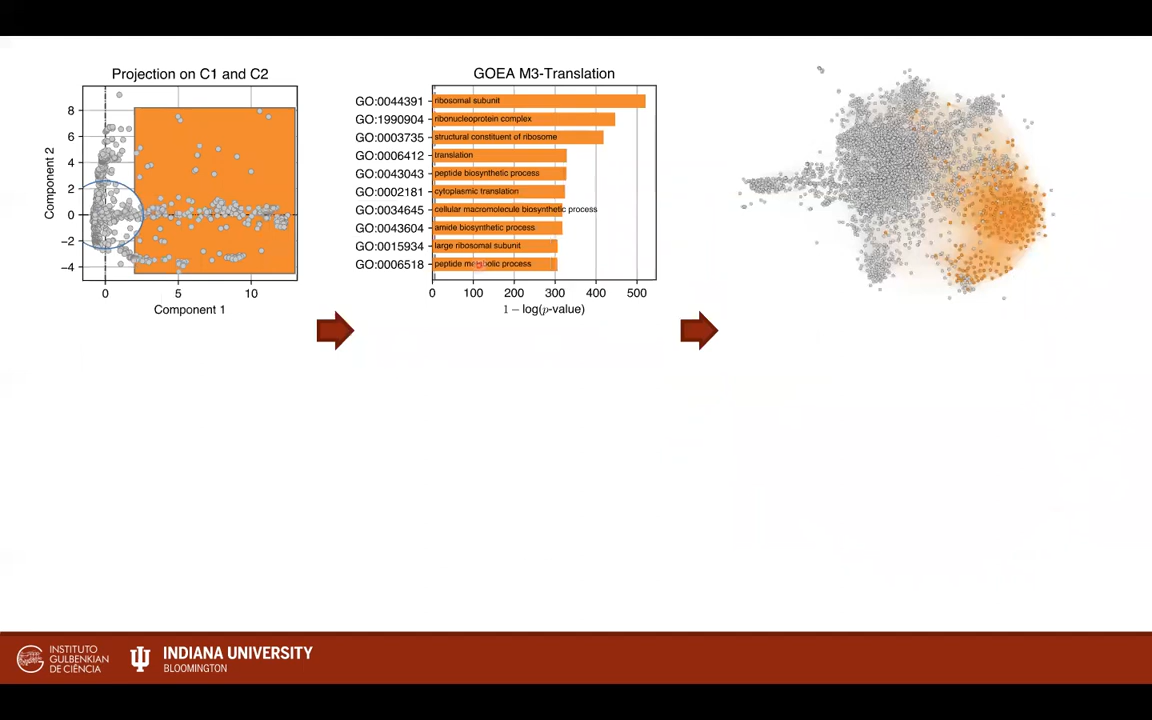 Projection on C1 and C2
Component 2
8
6
4
2
0
−2
−4
0 5 10
Component 1
GOEA M3-Translation
GO:0044391 ribosomal subunit
GO:1990904 ribonucleoprotein complex
GO:0003735 structural constituent of ribosome
GO:0006412 translation
GO:0043043 peptide biosynthetic process
GO:0002181 cytoplasmic translation
GO:0034645 cellular macromolecule biosynthetic process
GO:0043604 amide biosynthetic process
GO:0015934 large ribosomal subunit
GO:0006518 peptide metabolic process
0 100 200 300 400 500
1 − log(p-value)
INSTITUTO
GULBENKIAN
DE CIÊNCIA
INDIANA UNIVERSITY
BLOOMINGTON